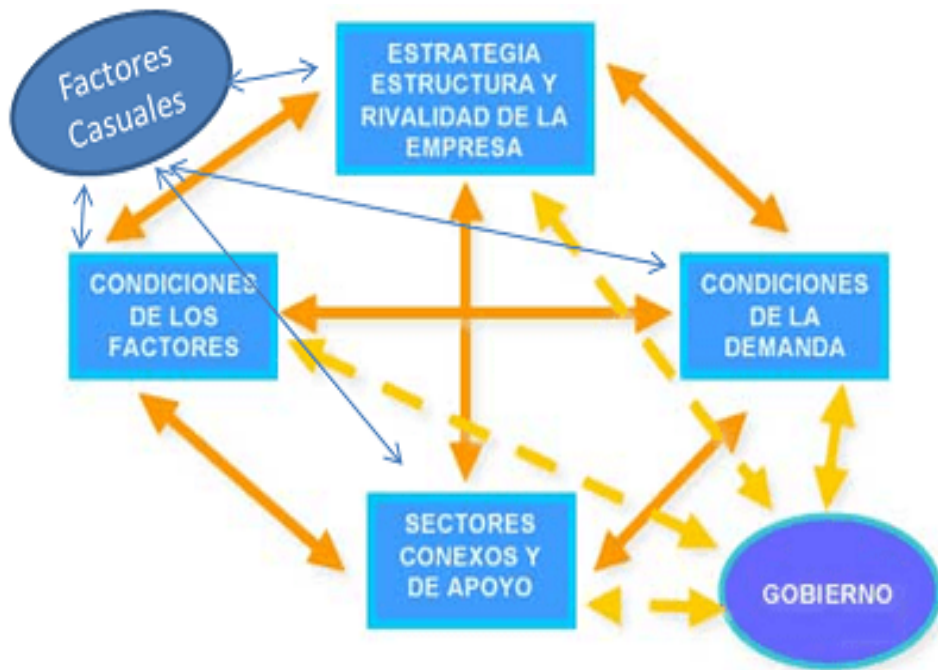 Factores
Casuales
ESTRATEGIA
ESTRUCTURA Y
RIVALIDAD DE LA
EMPRESA
CONDICIONES
DE LOS
FACTORES
CONDICIONES
DE LA
DEMANDA
SECTORES
CONEXOS Y
DE APOYO
GOBIERNO